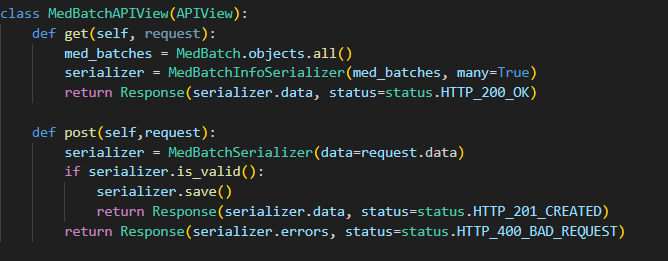 class MedBatchAPIView(APIView):
    def get(self, request):
        med_batches = MedBatch.objects.all()
        serializer = MedBatchInfoSerializer(med_batches, many=True)
        return Response(serializer.data, status=status.HTTP_200_OK)

    def post(self,request):
        serializer = MedBatchSerializer(data=request.data)
        if serializer.is_valid():
            serializer.save()
            return Response(serializer.data, status=status.HTTP_201_CREATED)
        return Response(serializer.errors, status=status.HTTP_400_BAD_REQUEST)